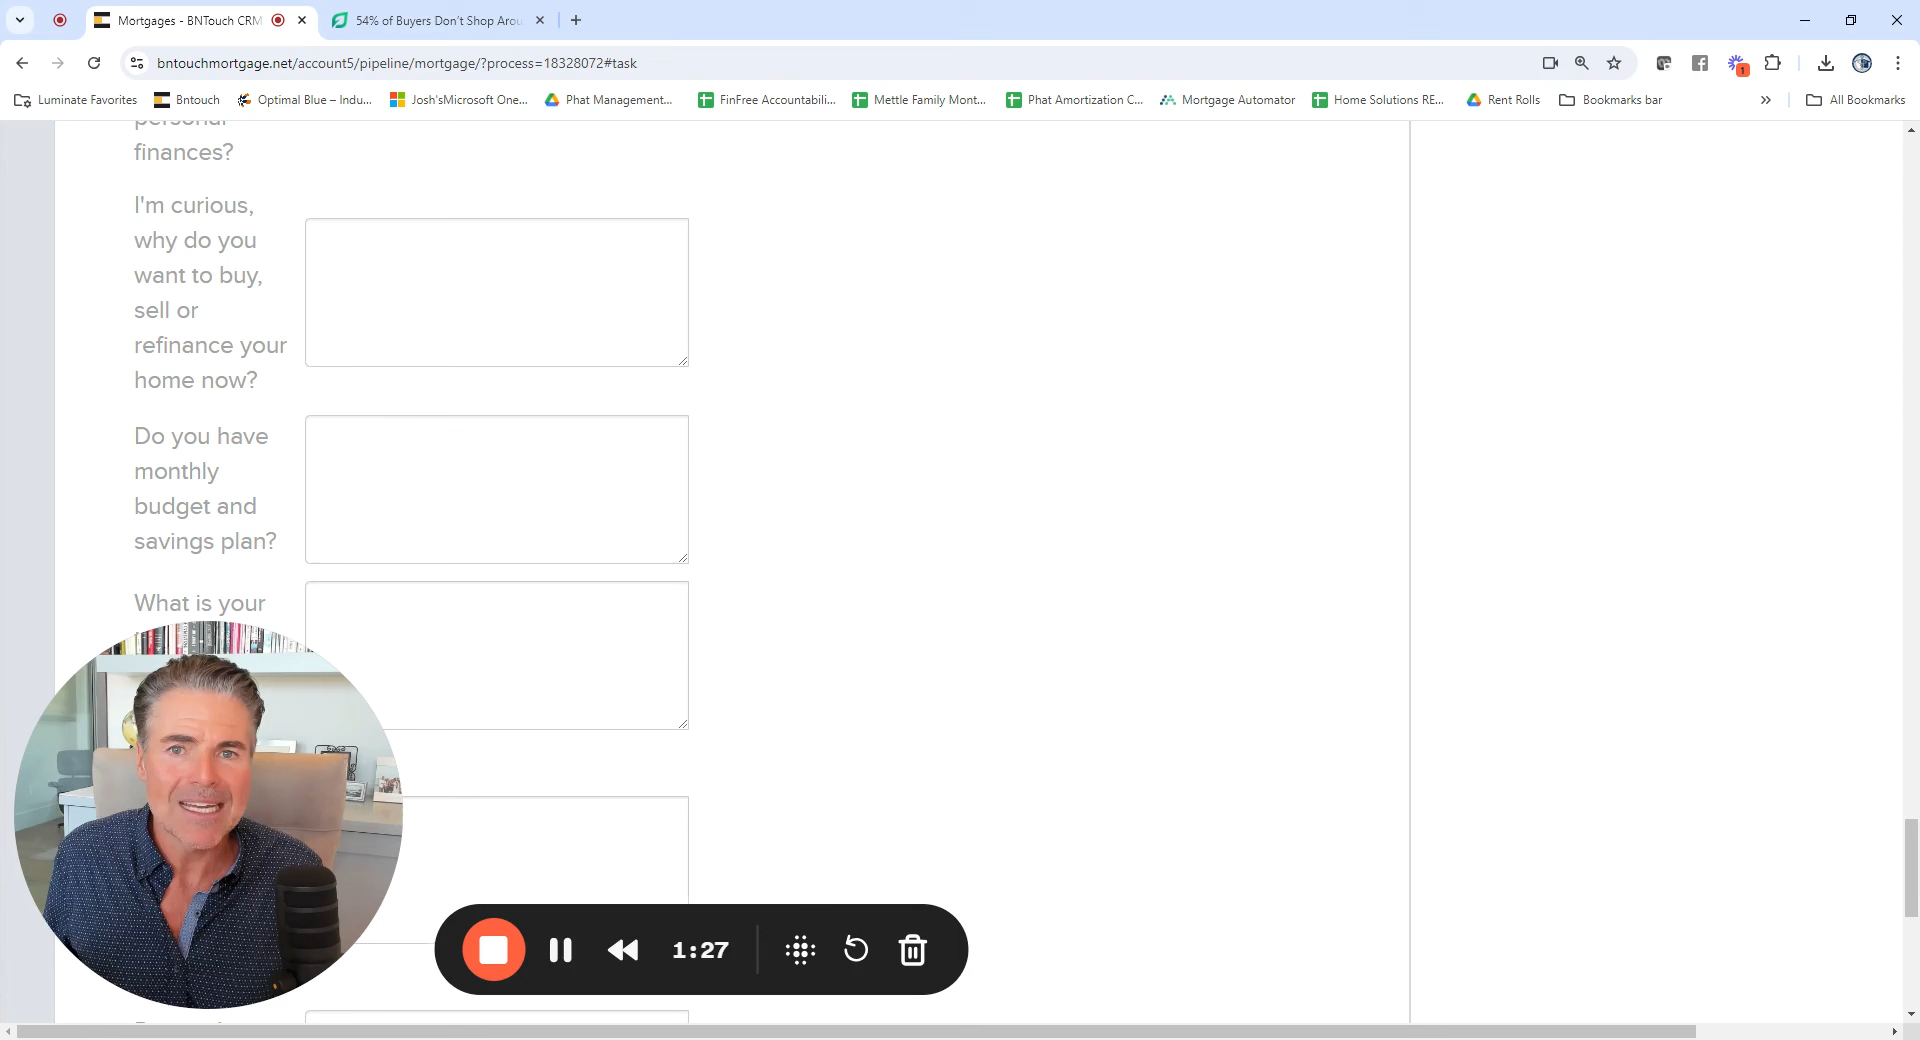 Mortgages - BNTouch CRM
54% of Buyers Don't Shop Arou
bntouchmortgage.net/account5/pipeline/mortgage/?process=18328072#task
1
Luminate Favorites
Bntouch
Optimal Blue – Indu...
Josh'sMicrosoft One...
Phat Management...
FinFree Accountabili...
Mettle Family Mont...
Phat Amortization C...
Mortgage Automator
Home Solutions RE...
Rent Rolls
Bookmarks bar
All Bookmarks
personal
finances?
I'm curious,
why do you
want to buy,
sell or
refinance your
home now?
Do you have
monthly
budget and
savings plan?
What is your
1:27